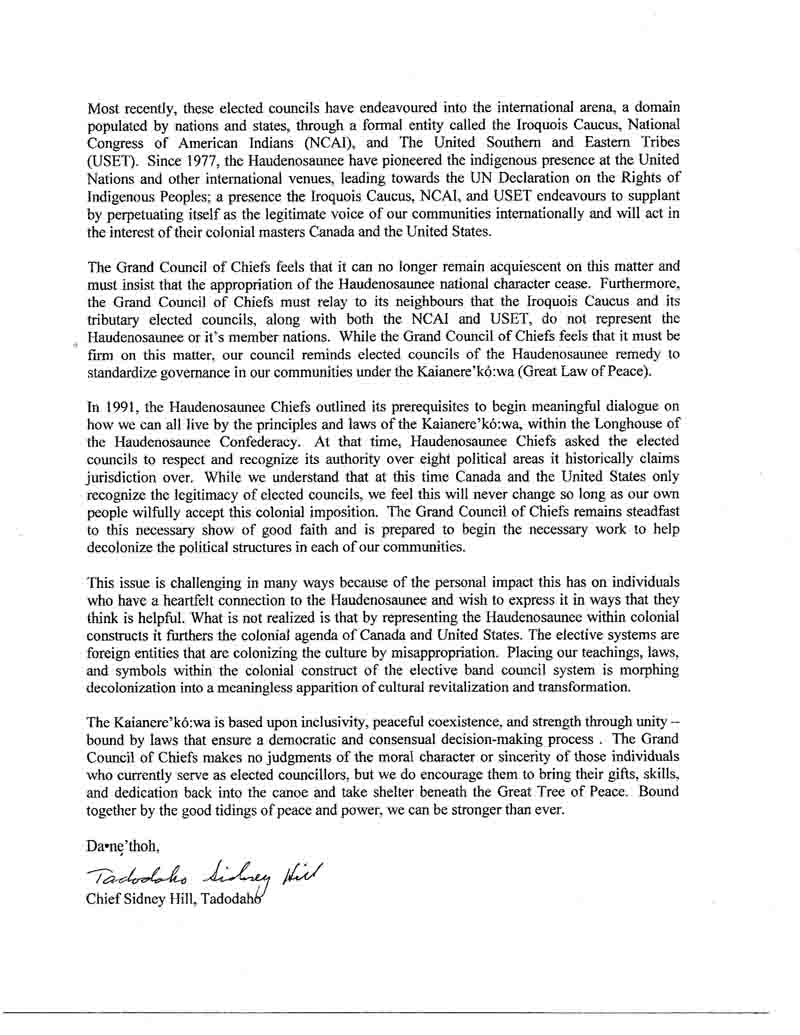 Most recently, these elected councils have endeavoured into the international arena, a domain
populated by nations and states, through a formal entity called the Iroquois Caucus, National
Congress of American Indians (NCAI), and The United Southern and Eastern Tribes
(USET). Since 1977, the Haudenosaunee have pioneered the indigenous presence at the United
Nations and other international venues, leading towards the UN Declaration on the Rights of
Indigenous Peoples; a presence the Iroquois Caucus, NCAI, and USET endeavours to supplant
by perpetuating itself as the legitimate voice of our communities internationally and will act in
the interest of their colonial masters Canada and the United States.
The Grand Council of Chiefs feels that it can no longer remain acquiescent on this matter and
must insist that the appropriation of the Haudenosaunee national character cease. Furthermore,
the Grand Council of Chiefs must relay to its neighbours that the Iroquois Caucus and its
tributary elected councils, along with both the NCAI and USET, do not represent the
Haudenosaunee or it's member nations. While the Grand Council of Chiefs feels that it must be
firm on this matter, our council reminds elected councils of the Haudenosaunee remedy to
standardize governance in our communities under the Kaianere'kó:wa (Great Law of Peace).
In 1991, the Haudenosaunee Chiefs outlined its prerequisites to begin meaningful dialogue on
how we can all live by the principles and laws of the Kaianere'kó:wa, within the Longhouse of
the Haudenosaunee Confederacy. At that time, Haudenosaunee Chiefs asked the elected
councils to respect and recognize its authority over eight political areas it historically claims
jurisdiction over. While we understand that at this time Canada and the United States only
recognize the legitimacy of elected councils, we feel this will never change so long as our own
people wilfully accept this colonial imposition. The Grand Council of Chiefs remains steadfast
to this necessary show of good faith and is prepared to begin the necessary work to help
decolonize the political structures in each of our communities.
This issue is challenging in many ways because of the personal impact this has on individuals
who have a heartfelt connection to the Haudenosaunee and wish to express it in ways that they
think is helpful. What is not realized is that by representing the Haudenosaunee within colonial
constructs it furthers the colonial agenda of Canada and United States. The elective systems are
foreign entities that are colonizing the culture by misappropriation. Placing our teachings, laws,
and symbols within the colonial construct of the elective band council system is morphing
decolonization into a meaningless apparition of cultural revitalization and transformation.
The Kaianere'kó:wa is based upon inclusivity, peaceful coexistence, and strength through unity –
bound by laws that ensure a democratic and consensual decision-making process . The Grand
Council of Chiefs makes no judgments of the moral character or sincerity of those individuals
who currently serve as elected councillors, but we do encourage them to bring their gifts, skills,
and dedication back into the canoe and take shelter beneath the Great Tree of Peace. Bound
together by the good tidings of peace and power, we can be stronger than ever.
Da•nę'thoh,
Tadodaho Sidney Hill
Chief Sidney Hill, Tadodaho